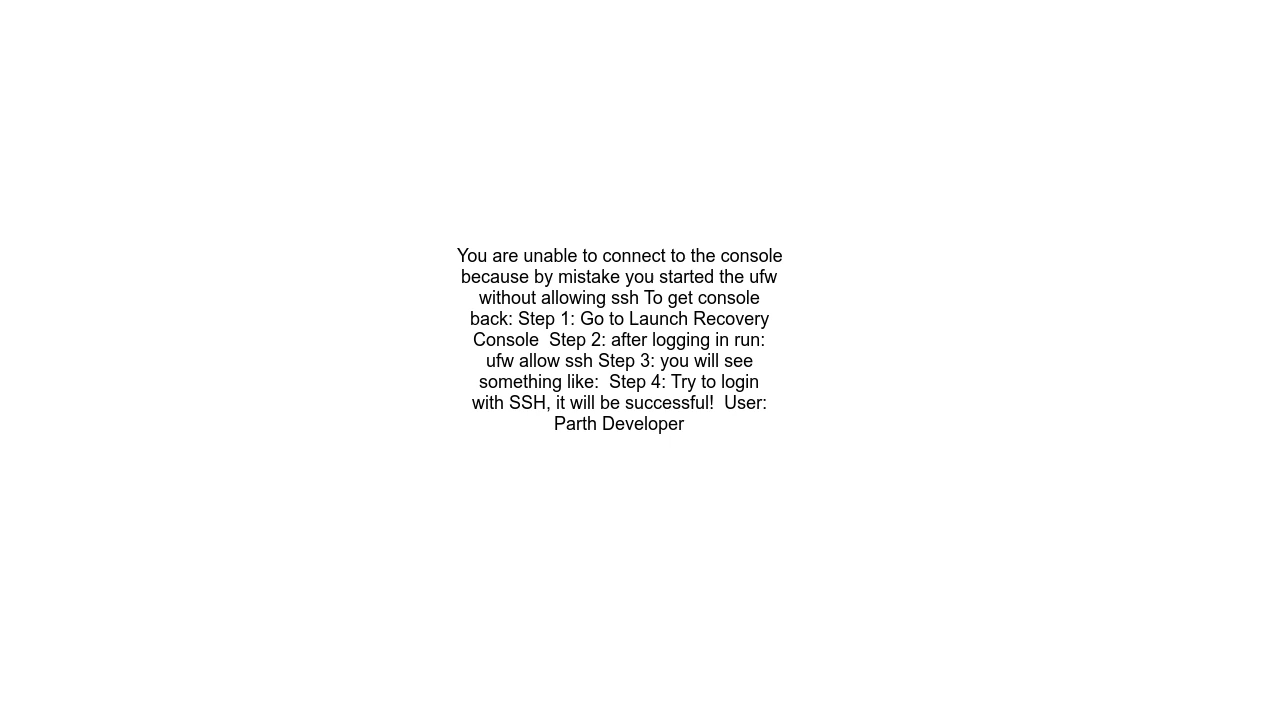 You are unable to connect to the console
because by mistake you started the ufw
without allowing ssh To get console
back: Step 1: Go to Launch Recovery
Console  Step 2: after logging in run:
ufw allow ssh Step 3: you will see
something like:  Step 4: Try to login
with SSH, it will be successful!  User:
Parth Developer